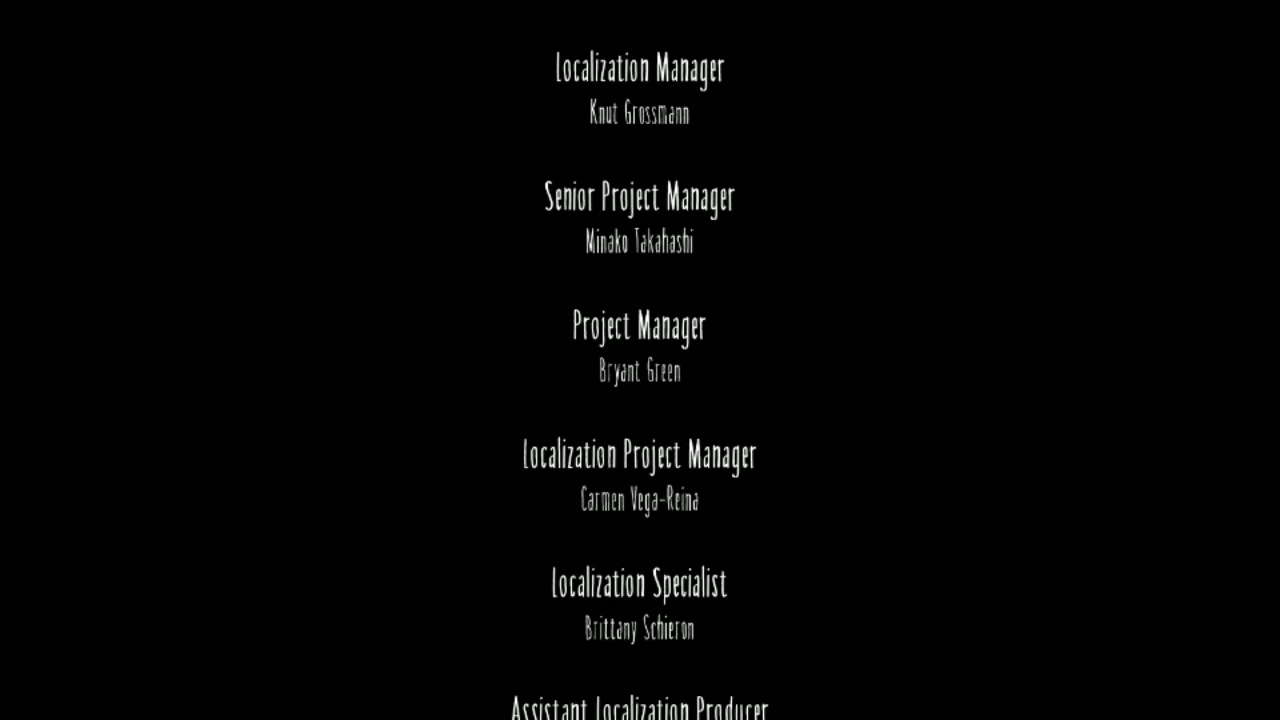 Localization Manager
Knut Grossmann
Senior Project Manager
Minako Takahashi
Project Manager
Bryant Green
Localization Project Manager
Carmen Vega-Reina
Localization Specialist
Brittany Schieron
Assistant Localization Producer